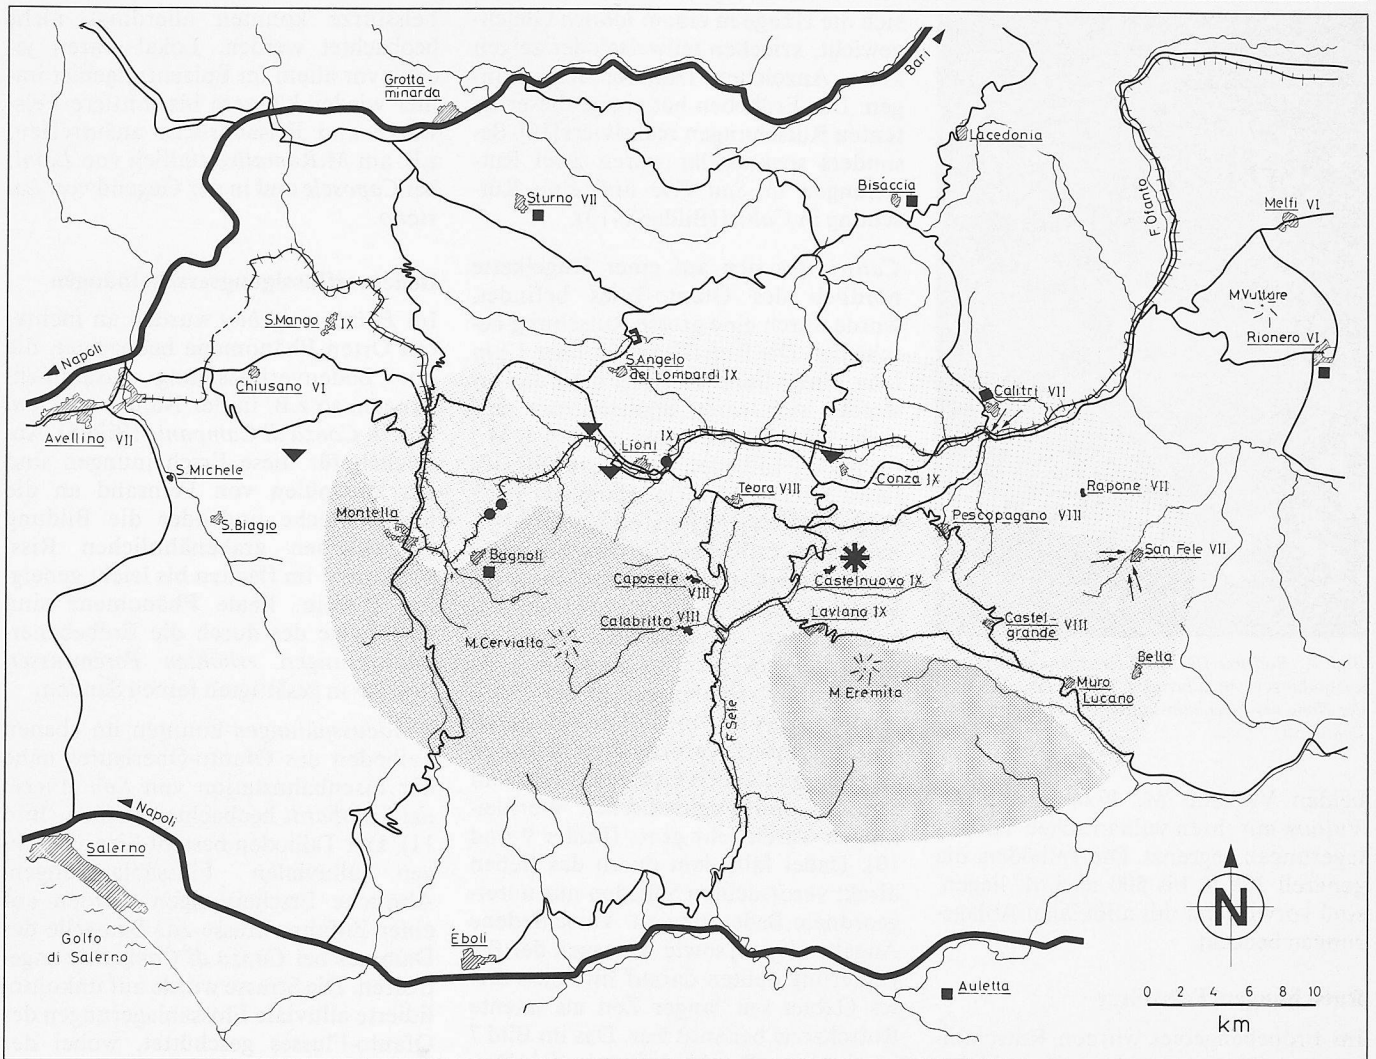 Bari
Grotta-
minarda
Lacedonia
Bisáccia
Sturno VII
Melfi VI
F. Ofanto
M. Vulture
Rionero VI
S.Mango IX
Napoli
S.Angelo
dei Lombardi IX
Chiusano VI
Calitri VII
Avellino VII
IX
Lioni
S.Michele
Conza IX
Teora VIII
Rapone VII
S.Biagio
Montella
Pescopagano VIII
San Fele VII
Bagnoli
Caposele
VIII
Castelnuovo IX
Calabritto VIII
Laviano IX
Castel-
grande VIII
M.Cervialto
Bella
M.Eremita
Muro
Lucano
F. Sele
Napoli
Salerno
Golfo
di Salerno
Éboli
Auletta
N
0 2 4 6 8 10
km